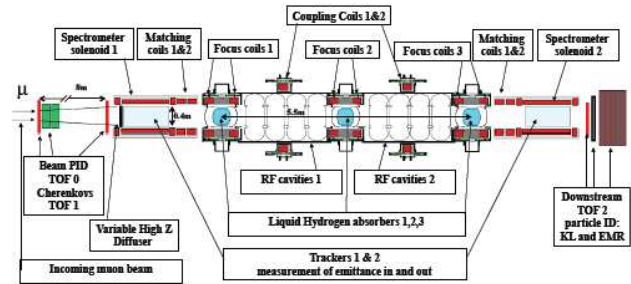 Coupling Coils 1&2
Spectrometer
solenoid 1
Matching
coils 1&2
Focus coils 1
Focus coils 2
Focus coils 3
Matching
coils 1&2
Spectrometer
solenoid 2
μ
8m
0.4m
5.5m
Beam PID
TOF 0
Cherenkovs
TOF 1
RF cavities 1
RF cavities 2
Downstream
TOF 2
particle ID:
KL and EMR
Variable High Z
Diffuser
Liquid Hydrogen absorbers 1,2,3
Incoming muon beam
Trackers 1 & 2
measurement of emittance in and out